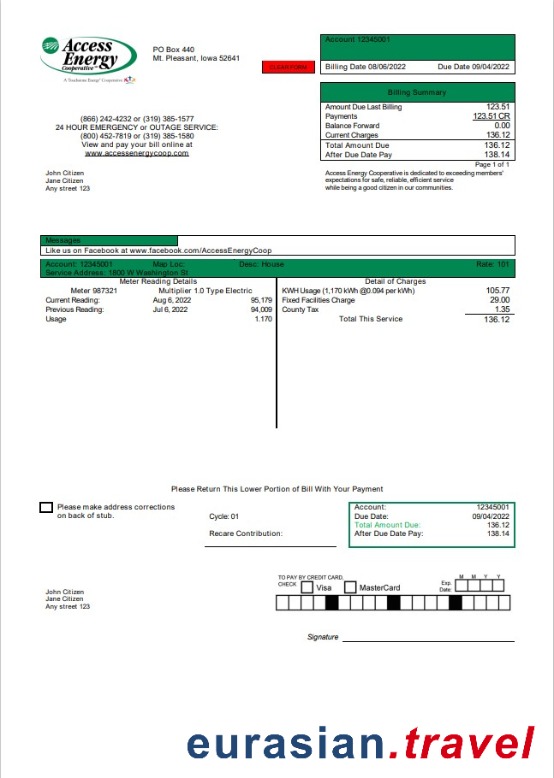 Access
Energy
Cooperative
A Touchstone Energy® Cooperative
PO Box 440
Mt. Pleasant, Iowa 52641
CLEAR FORM
Account 12345001
Billing Date 08/06/2022 Due Date 09/04/2022
Billing Summary
Amount Due Last Billing 123.51
Payments 123.51 CR
Balance Forward 0.00
Current Charges 136.12
Total Amount Due 136.12
After Due Date Pay 138.14
Page 1 of 1
(866) 242-4232 or (319) 385-1577
24 HOUR EMERGENCY or OUTAGE SERVICE:
(800) 452-7819 or (319) 385-1580
View and pay your bill online at
www.accessenergycoop.com
John Citizen
Jane Citizen
Any street 123
Access Energy Cooperative is dedicated to exceeding members'
expectations for safe, reliable, efficient service
while being a good citizen in our communities.
Messages
Like us on Facebook at www.facebook.com/AccessEnergyCoop
Account: 12345001 Map Loc: Desc: House Rate: 101
Service Address: 1800 W Washington St
Meter Reading Details
Meter 987321 Multiplier 1.0 Type Electric
Current Reading: Aug 6, 2022 95,179
Previous Reading: Jul 6, 2022 94,009
Usage 1.170
Detail of Charges
KWH Usage (1,170 kWh @0.094 per kWh) 105.77
Fixed Facilities Charge 29.00
County Tax 1.35
Total This Service 136.12
Please Return This Lower Portion of Bill With Your Payment
Please make address corrections
on back of stub.
Cycle: 01
Recare Contribution:
Account: 12345001
Due Date: 09/04/2022
Total Amount Due: 136.12
After Due Date Pay: 138.14
TO PAY BY CREDIT CARD,
CHECK Visa MasterCard
Exp. Date: M M Y Y
John Citizen
Jane Citizen
Any street 123
Signature
eurasian.travel